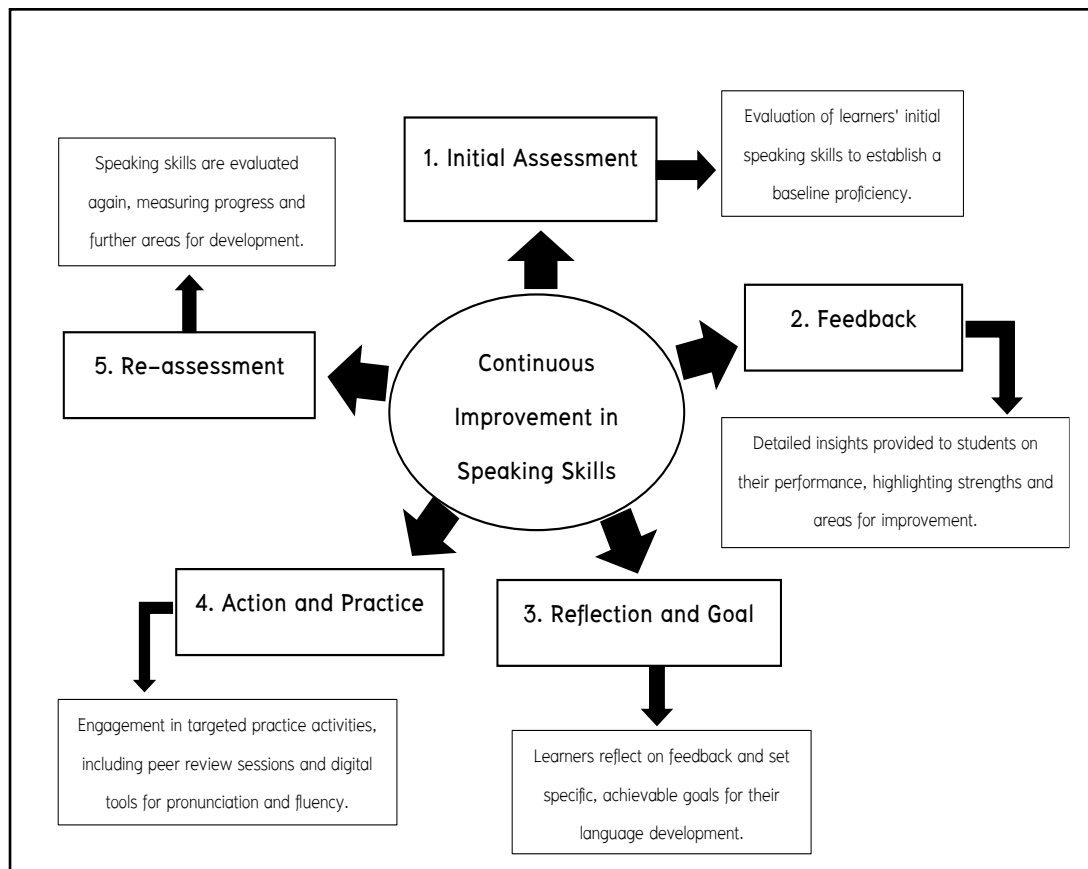 Continuous
Improvement in
Speaking Skills
1. Initial Assessment
Evaluation of learners' initial
speaking skills to establish a
baseline proficiency.
2. Feedback
Detailed insights provided to students on
their performance, highlighting strengths and
areas for improvement.
3. Reflection and Goal
Learners reflect on feedback and set
specific, achievable goals for their
language development.
4. Action and Practice
Engagement in targeted practice activities,
including peer review sessions and digital
tools for pronunciation and fluency.
5. Re-assessment
Speaking skills are evaluated
again, measuring progress and
further areas for development.